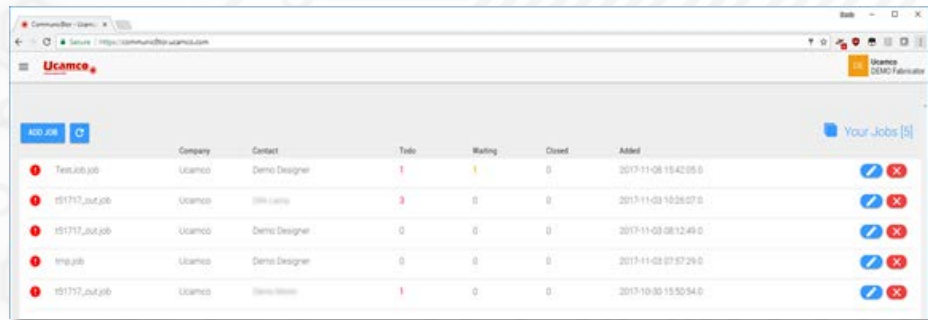 Communic8tor - Ucamc
Secure | https://communic8tor.ucamco.com
Ucamco
DE
Ucamco
DEMO Fabricator
ADD JOB
Your Jobs [5]
Company Contact Todo Waiting Closed Added
TestJob.job Ucamco Demo Designer 1 1 0 2017-11-08 15:42:05.0
t51717_out.job Ucamco 3 0 0 2017-11-03 10:26:07.0
t51717_out.job Ucamco Demo Designer 0 0 0 2017-11-03 08:12:49.0
tmp.job Ucamco Demo Designer 0 0 0 2017-11-03 07:57:29.0
t51717_out.job Ucamco 1 0 0 2017-10-30 15:50:54.0